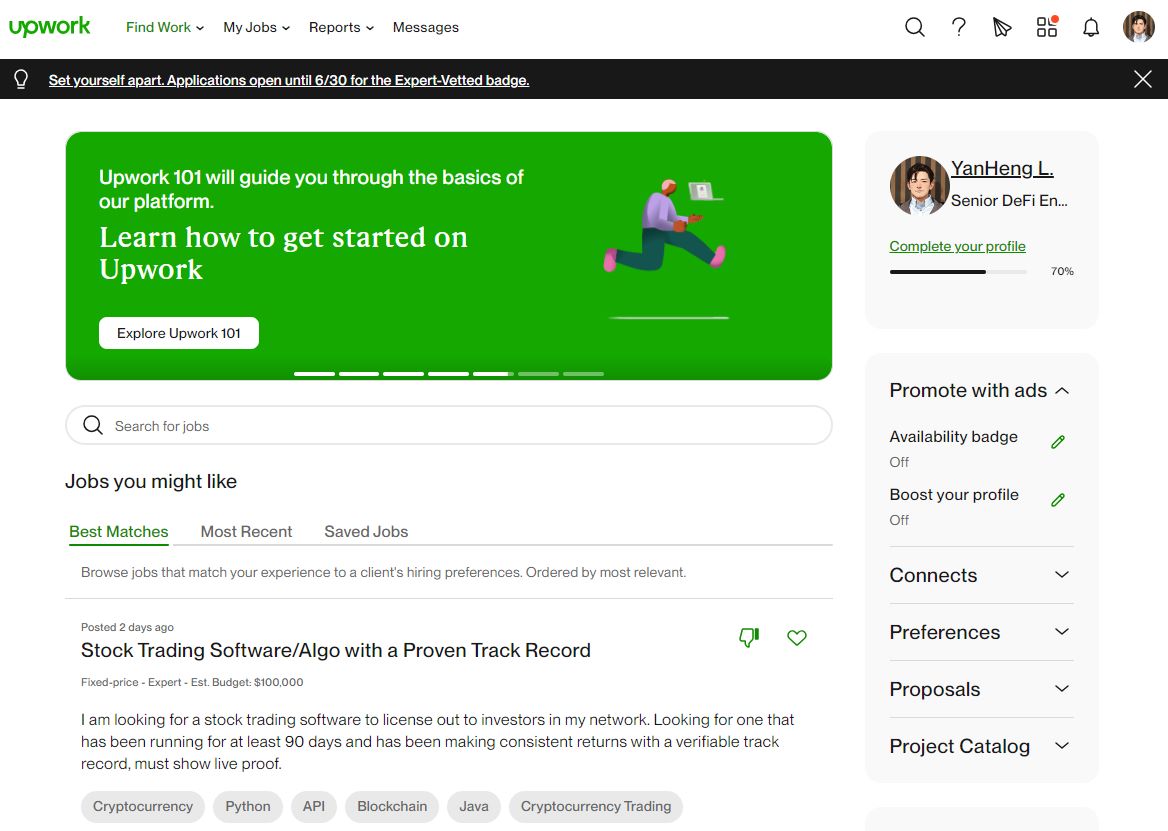 upwork
Find Work
My Jobs
Reports
Messages
Set yourself apart. Applications open until 6/30 for the Expert-Vetted badge.
Upwork 101 will guide you through the basics of
our platform.
Learn how to get started on
Upwork
Explore Upwork 101
YanHeng L.
Senior DeFi En...
Complete your profile
70%
Search for jobs
Jobs you might like
Best Matches
Most Recent
Saved Jobs
Browse jobs that match your experience to a client's hiring preferences. Ordered by most relevant.
Posted 2 days ago
Stock Trading Software/Algo with a Proven Track Record
Fixed-price - Expert - Est. Budget: $100,000
I am looking for a stock trading software to license out to investors in my network. Looking for one that
has been running for at least 90 days and has been making consistent returns with a verifiable track
record, must show live proof.
Cryptocurrency
Python
API
Blockchain
Java
Cryptocurrency Trading
Promote with ads
Availability badge
Off
Boost your profile
Off
Connects
Preferences
Proposals
Project Catalog